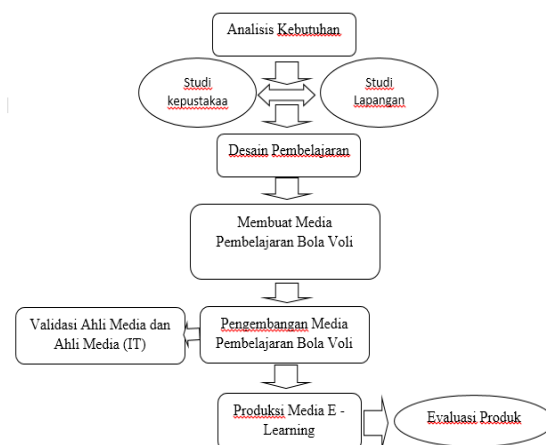 Analisis Kebutuhan
Studi
kepustakaa
Studi
Lapangan
Desain Pembelajaran
Membuat Media
Pembelajaran Bola Voli
Validasi Ahli Media dan
Ahli Media (IT)
Pengembangan Media
Pembelajaran Bola Voli
Produksi Media E -
Learning
Evaluasi Produk